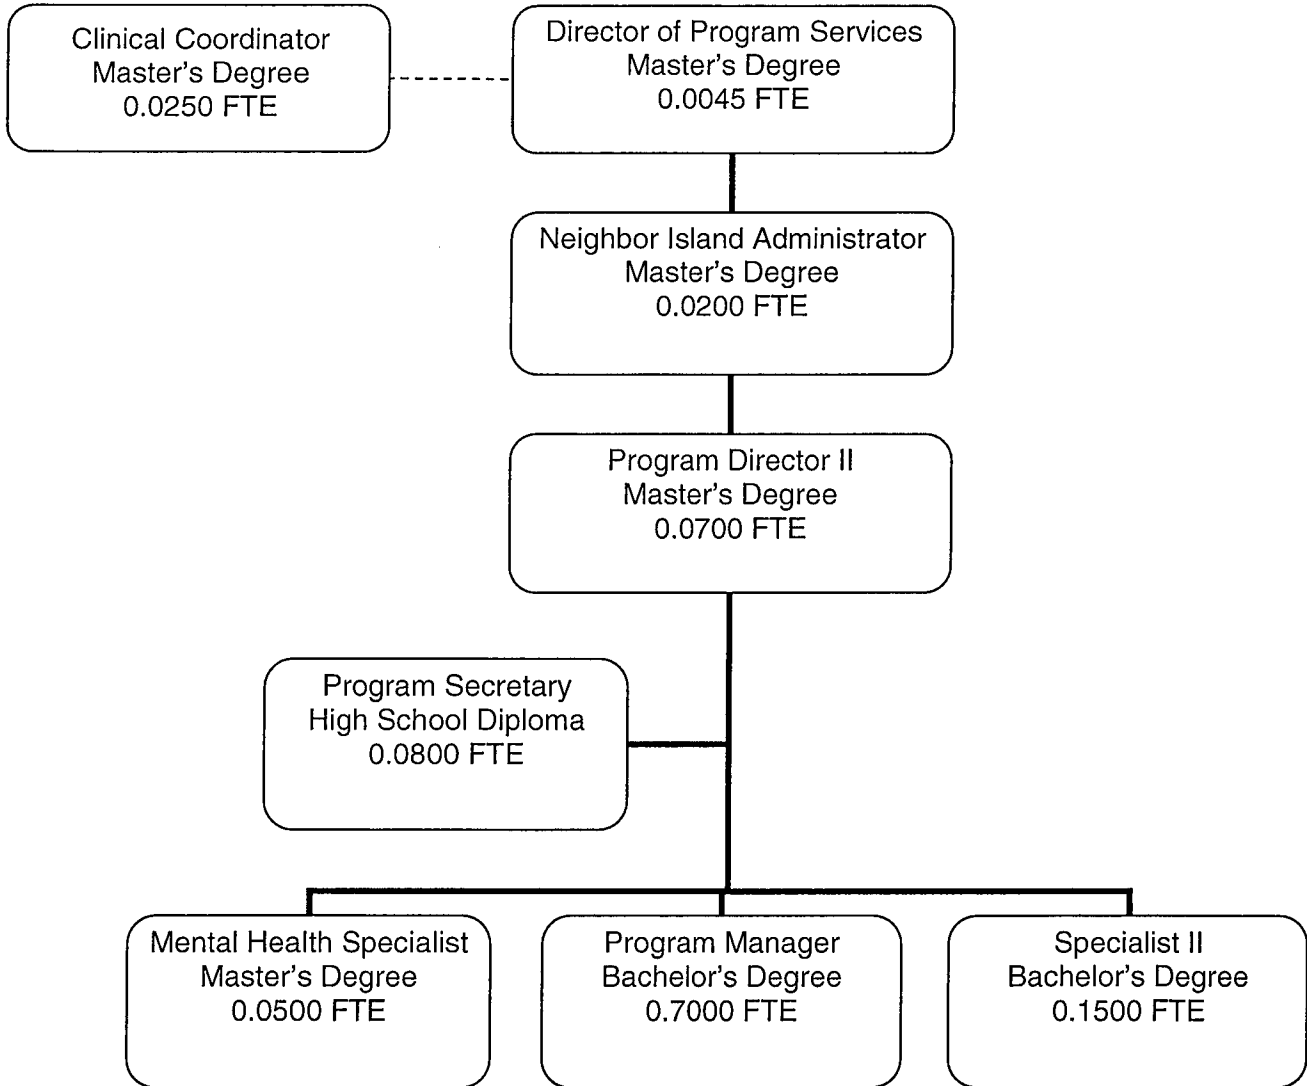 Clinical Coordinator
Master's Degree
0.0250 FTE
Director of Program Services
Master's Degree
0.0045 FTE
Neighbor Island Administrator
Master's Degree
0.0200 FTE
Program Director II
Master's Degree
0.0700 FTE
Program Secretary
High School Diploma
0.0800 FTE
Mental Health Specialist
Master's Degree
0.0500 FTE
Program Manager
Bachelor's Degree
0.7000 FTE
Specialist II
Bachelor's Degree
0.1500 FTE